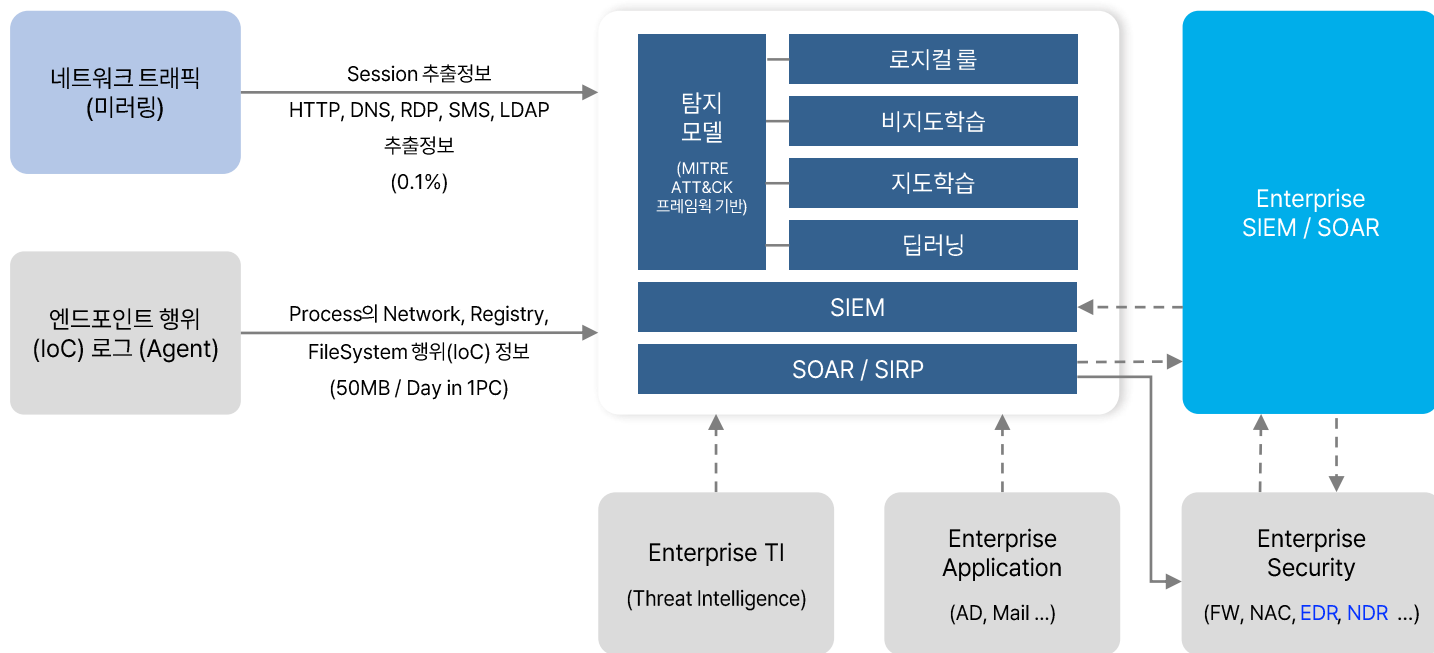 네트워크 트래픽
(미러링)
Session 추출정보
HTTP, DNS, RDP, SMS, LDAP
추출정보
(0.1%)
엔드포인트 행위
(IoC) 로그 (Agent)
Process의 Network, Registry,
FileSystem 행위(IoC) 정보
(50MB / Day in 1PC)
탐지
모델
(MITRE
ATT&CK
프레임웍 기반)
로지컬 룰
비지도학습
지도학습
딥러닝
SIEM
SOAR / SIRP
Enterprise
SIEM / SOAR
Enterprise TI
(Threat Intelligence)
Enterprise
Application
(AD, Mail ...)
Enterprise
Security
(FW, NAC, EDR, NDR ...)